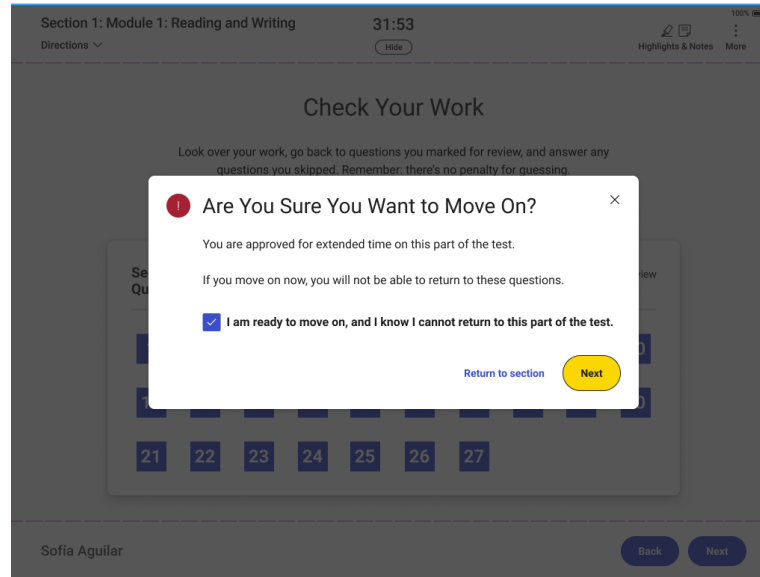 Section 1: Module 1: Reading and Writing
31:53
100%
Directions
Hide
Highlights & Notes
More
Check Your Work
Look over your work, go back to questions you marked for review, and answer any
questions you skipped. Remember: there's no penalty for guessing.
Are You Sure You Want to Move On?
You are approved for extended time on this part of the test.
If you move on now, you will not be able to return to these questions.
I am ready to move on, and I know I cannot return to this part of the test.
Return to section
Next
21 22 23 24 25 26 27
Sofía Aguilar
Back
Next